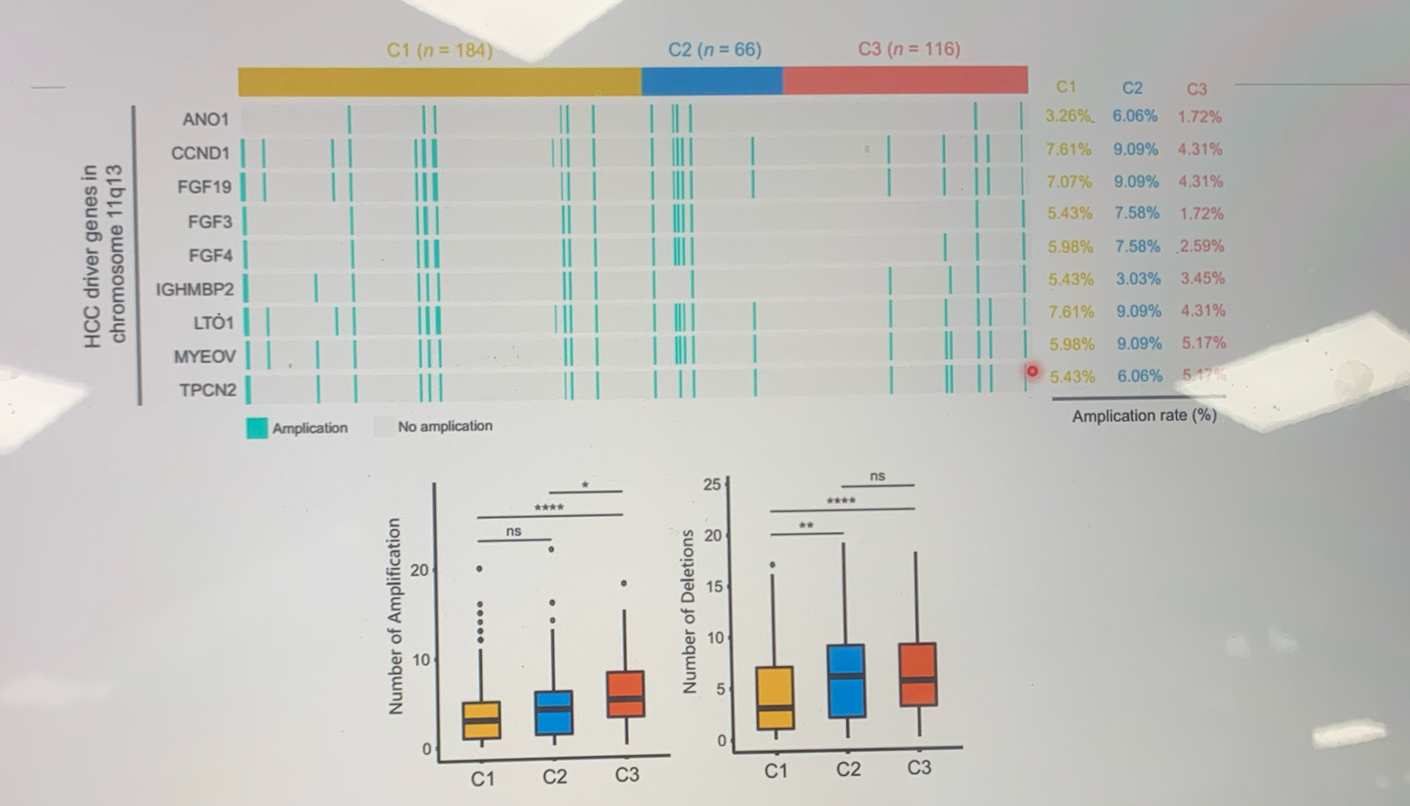 C1 (n = 184) C2 (n = 66) C3 (n = 116)
C1 C2 C3
HCC driver genes in
chromosome 11q13
ANO1 3.26% 6.06% 1.72%
CCND1 7.61% 9.09% 4.31%
FGF19 7.07% 9.09% 4.31%
FGF3 5.43% 7.58% 1.72%
FGF4 5.98% 7.58% 2.59%
IGHMBP2 5.43% 3.03% 3.45%
LTO1 7.61% 9.09% 4.31%
MYEOV 5.98% 9.09% 5.17%
TPCN2 5.43% 6.06% 5.17%
Amplication No amplication
Amplication rate (%)
Number of Amplification
20
10
0
ns
****
*
C1 C2 C3
Number of Deletions
25
20
15
10
5
0
**
****
ns
C1 C2 C3